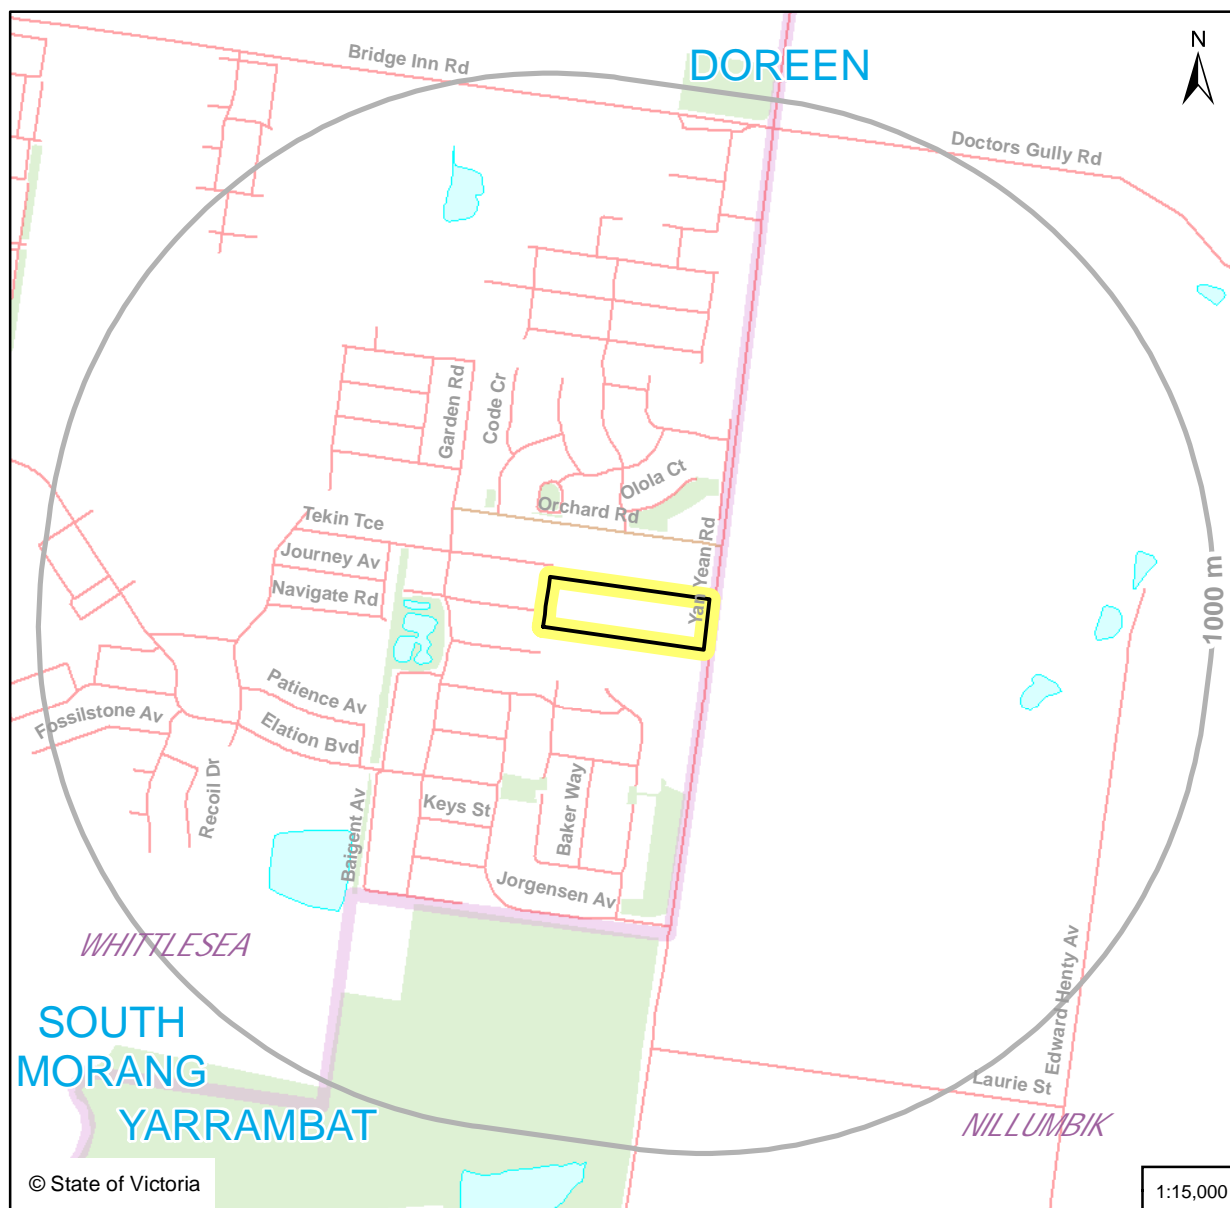 Bridge Inn Rd
DOREEN
N
Doctors Gully Rd
Garden Rd
Code Cr
Olola Ct
Orchard Rd
Tekin Tce
Journey Av
Navigate Rd
Yan Yean Rd
1000 m
Patience Av
Fossilstone Av
Elation Bvd
Recoil Dr
Keys St
Baker Way
Baigent Av
Jorgensen Av
WHITTLESEA
Edward Henty Av
SOUTH
MORANG
Laurie St
YARRAMBAT
NILLUMBIK
© State of Victoria
1:15,000